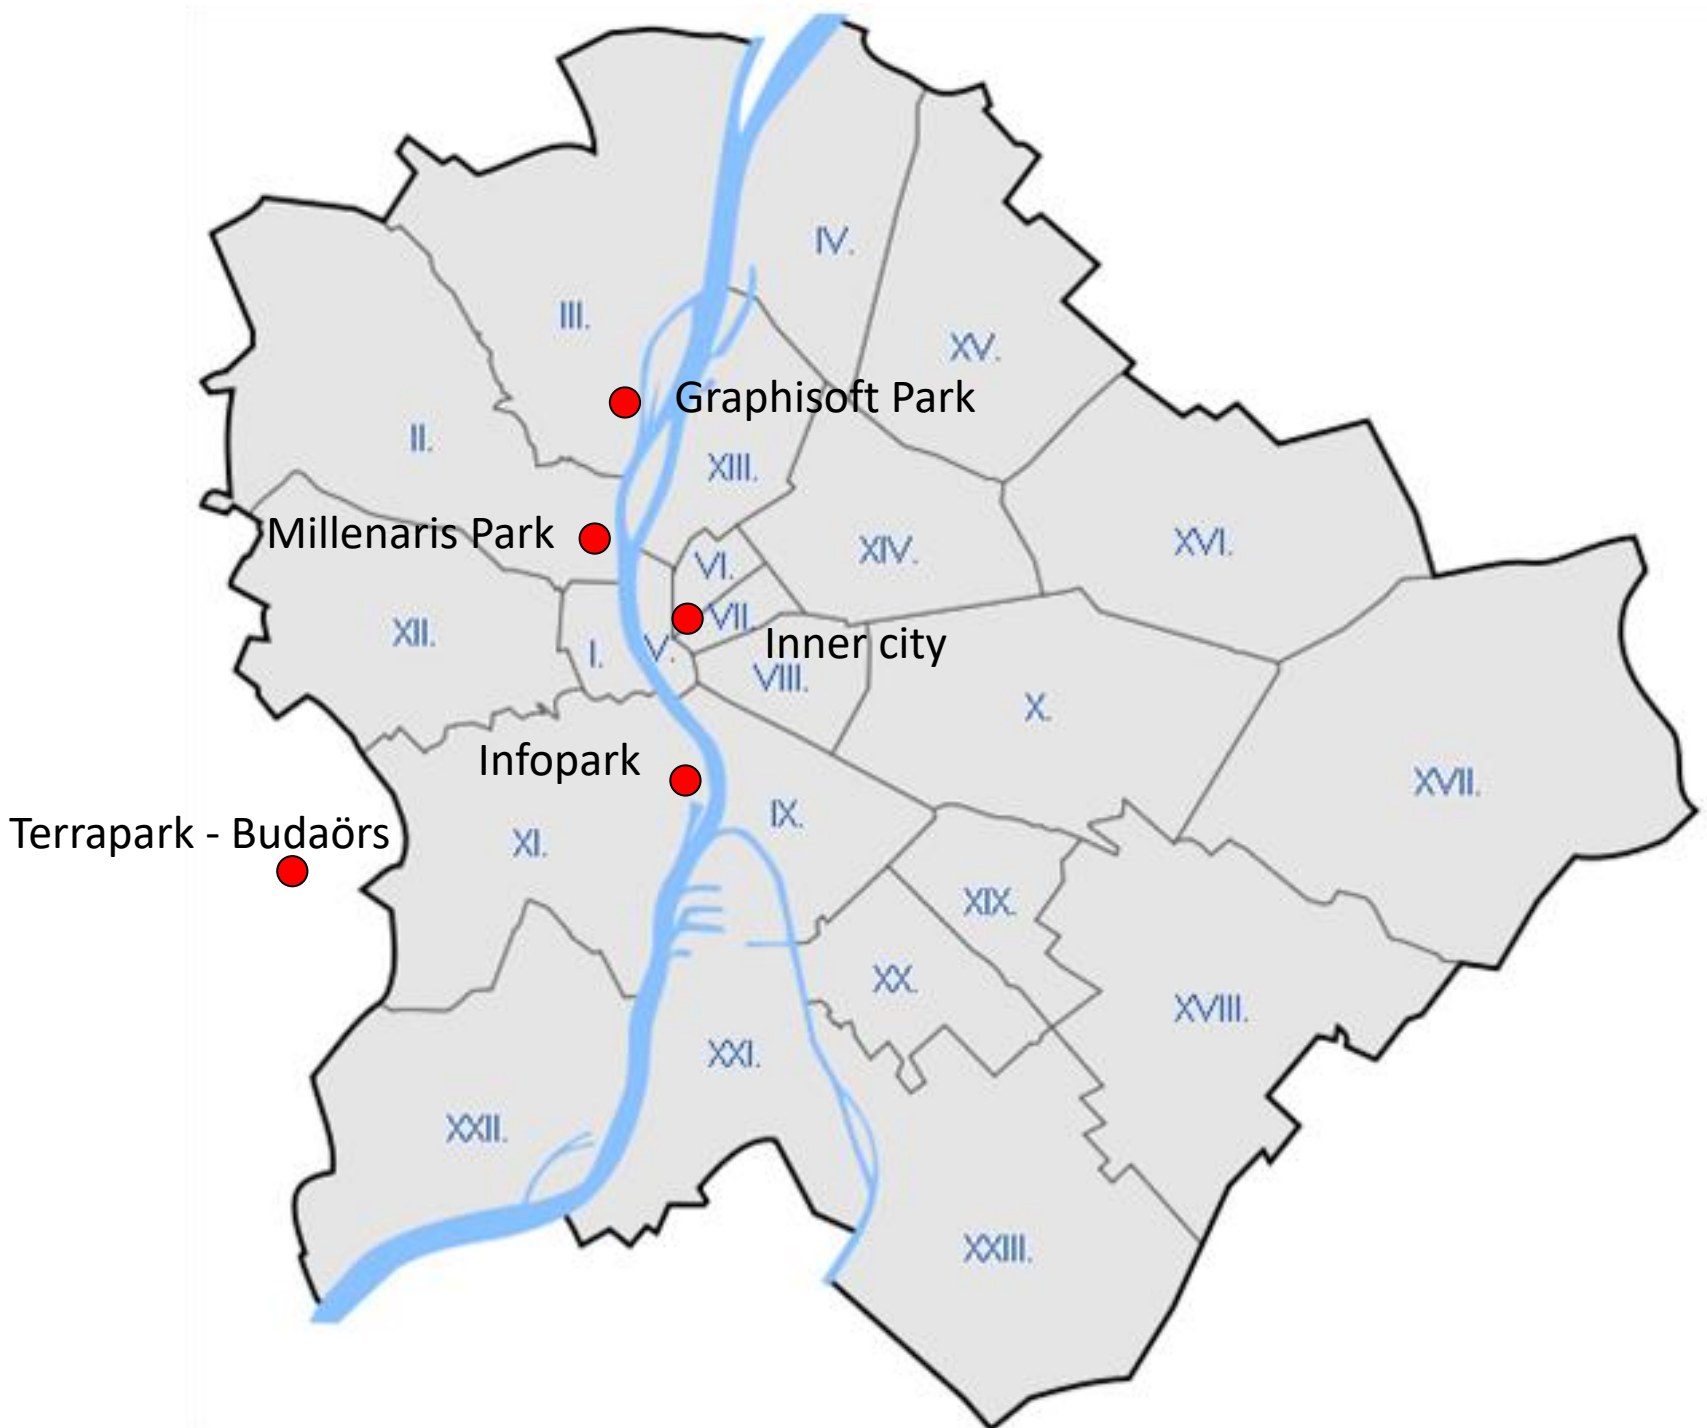 IV.
III.
XV.
Graphisoft Park
II.
XIII.
Millenaris Park
XIV.
XVI.
VI.
VII.
XII.
I.
V.
Inner city
VIII.
X.
Infopark
XVII.
IX.
Terrapark - Budaörs
XI.
XIX.
XX.
XVIII.
XXI.
XXII.
XXIII.